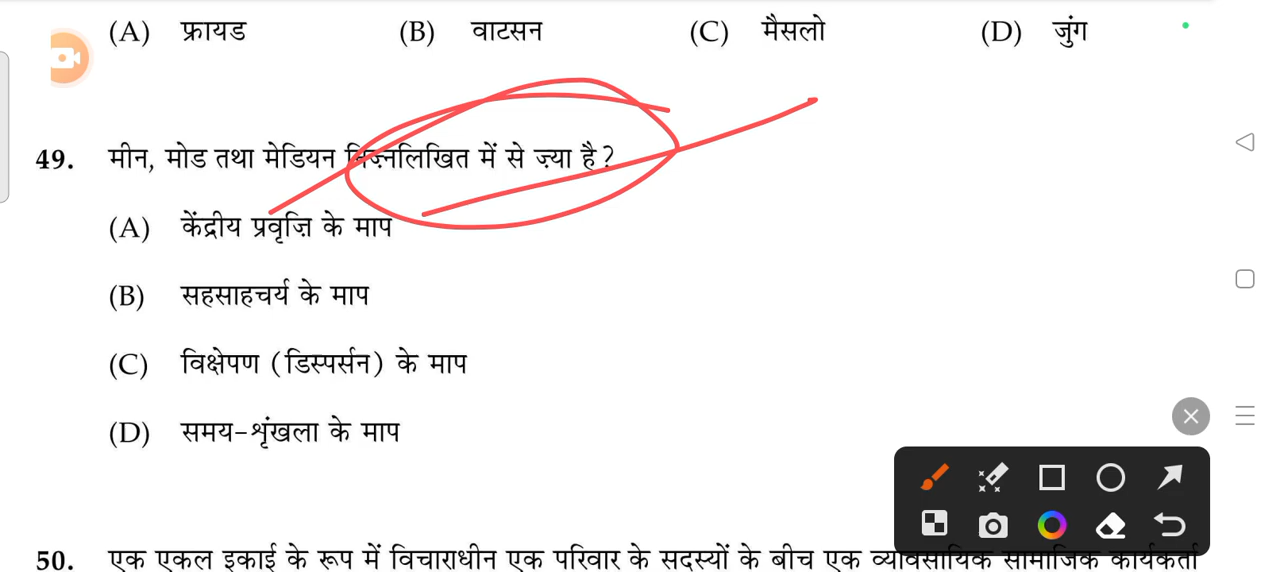 (A) फ्रायड (B) वाटसन (C) मैसलो (D) जुंग
49. मीन, मोड तथा मेडियन निज़्नलिखित में से ज़्या है?
(A) केंद्रीय प्रवृज़ि के माप
(B) सहसाहचर्य के माप
(C) विक्षेपण (डिस्पर्सन) के माप
(D) समय-शृंखला के माप
50. एक एकल इकाई के रूप में विचाराधीन एक परिवार के सदस्यों के बीच एक व्यावसायिक सामाजिक कार्यकर्ता